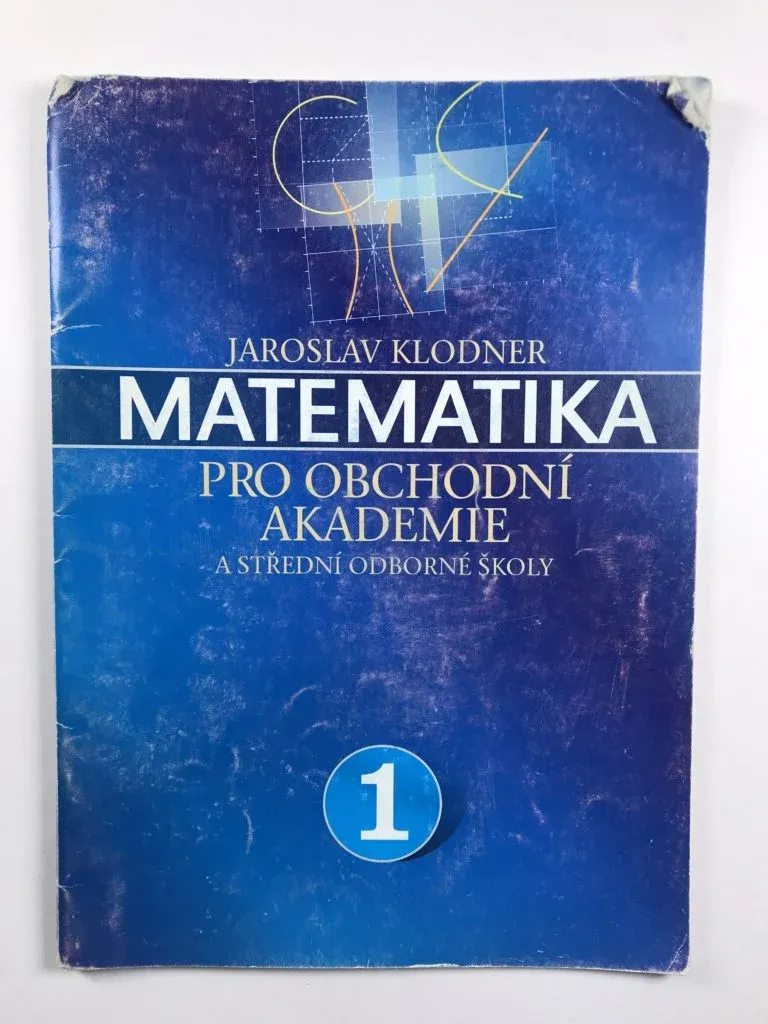 JAROSLAV KLODNER
MATEMATIKA
PRO OBCHODNÍ
AKADEMIE
A STŘEDNÍ ODBORNÉ ŠKOLY
1